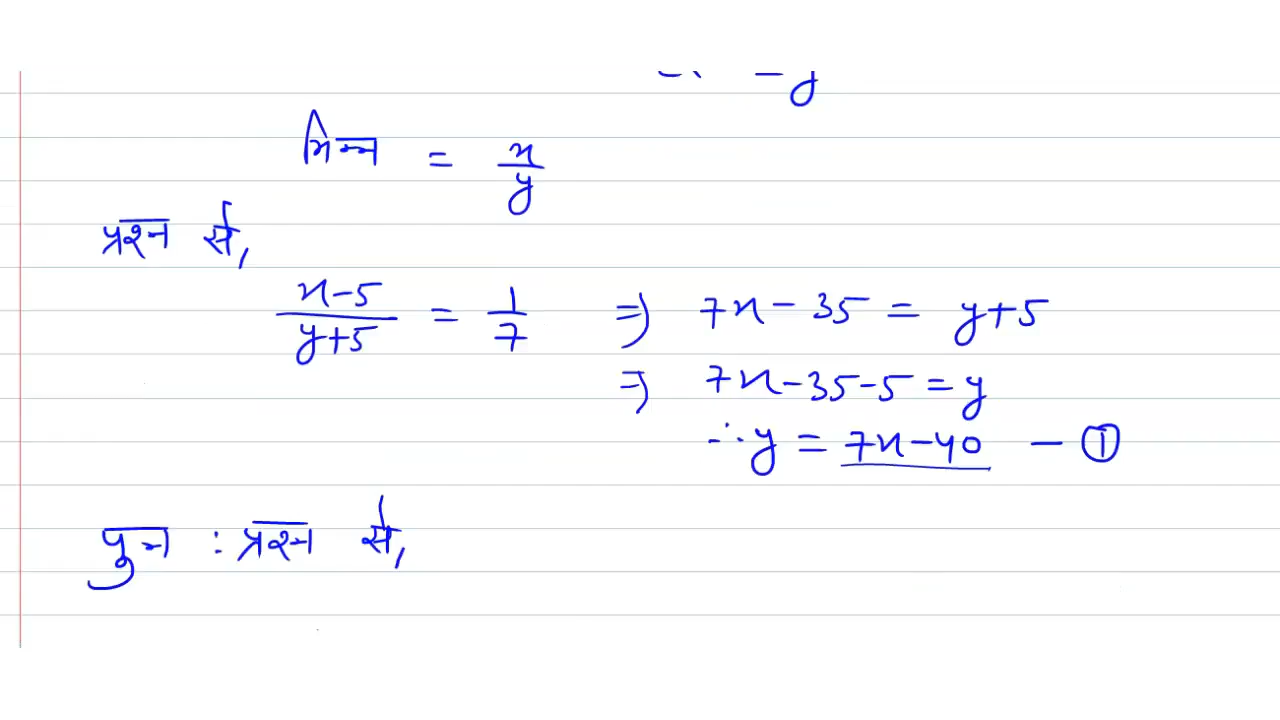 भिन्न = x/y
प्रश्न से,
x-5/y+5 = 1/7 ⇒ 7x - 35 = y+5
⇒ 7x-35-5 = y
∴ y = 7x-40 - ①
पुन : प्रश्न से,